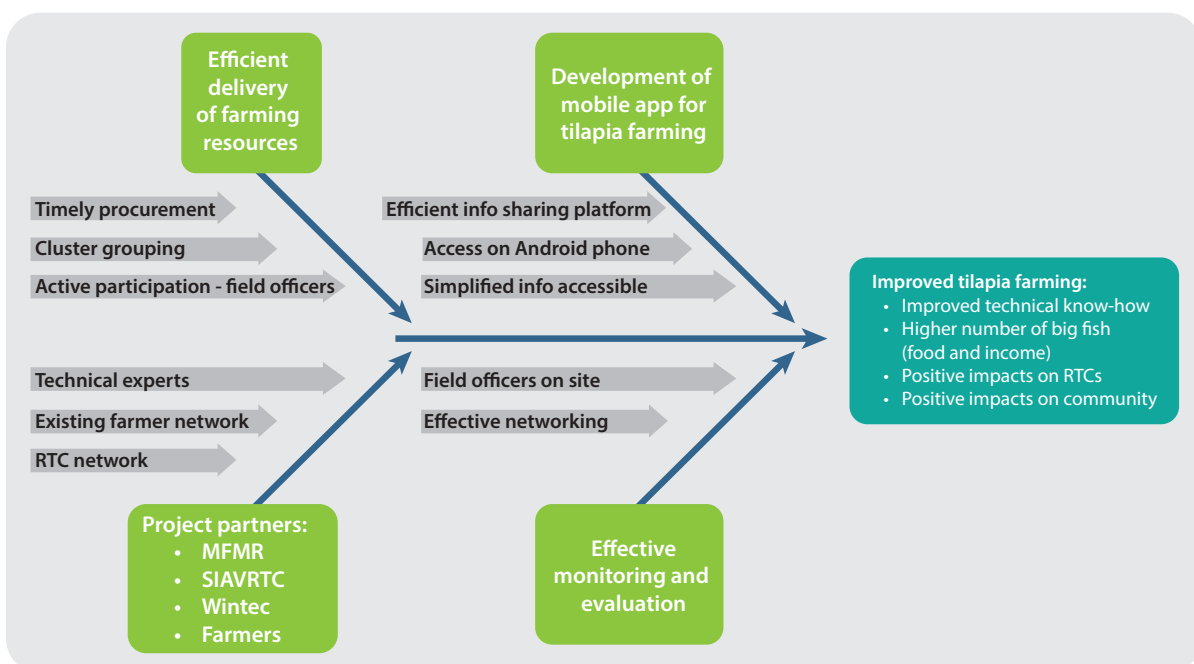 Efficient
delivery
of farming
resources
Development of
mobile app for
tilapia farming
Timely procurement
Cluster grouping
Active participation - field officers
Efficient info sharing platform
Access on Android phone
Simplified info accessible
Improved tilapia farming:
• Improved technical know-how
• Higher number of big fish
(food and income)
• Positive impacts on RTCs
• Positive impacts on community
Technical experts
Existing farmer network
RTC network
Field officers on site
Effective networking
Project partners:
• MFMR
• SIAVRTC
• Wintec
• Farmers
Effective
monitoring and
evaluation